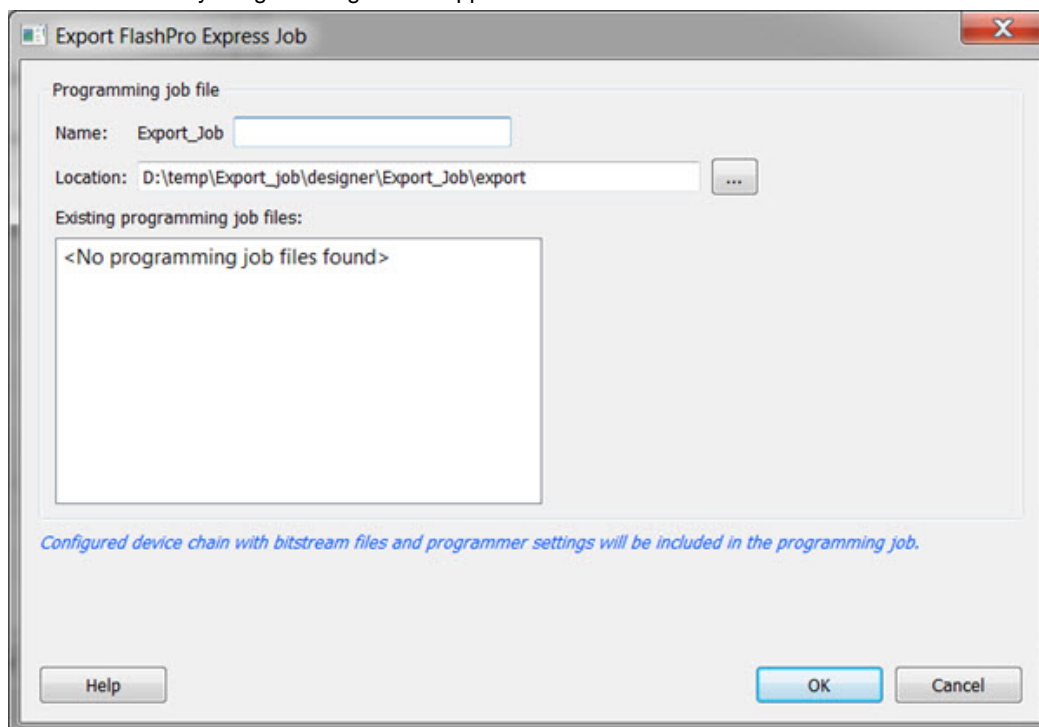 Export FlashPro Express Job
Programming job file
Name: Export_Job
Location: D:\temp\Export_job\designer\Export_Job\export ...
Existing programming job files:
<No programming job files found>
Configured device chain with bitstream files and programmer settings will be included in the programming job.
Help OK Cancel